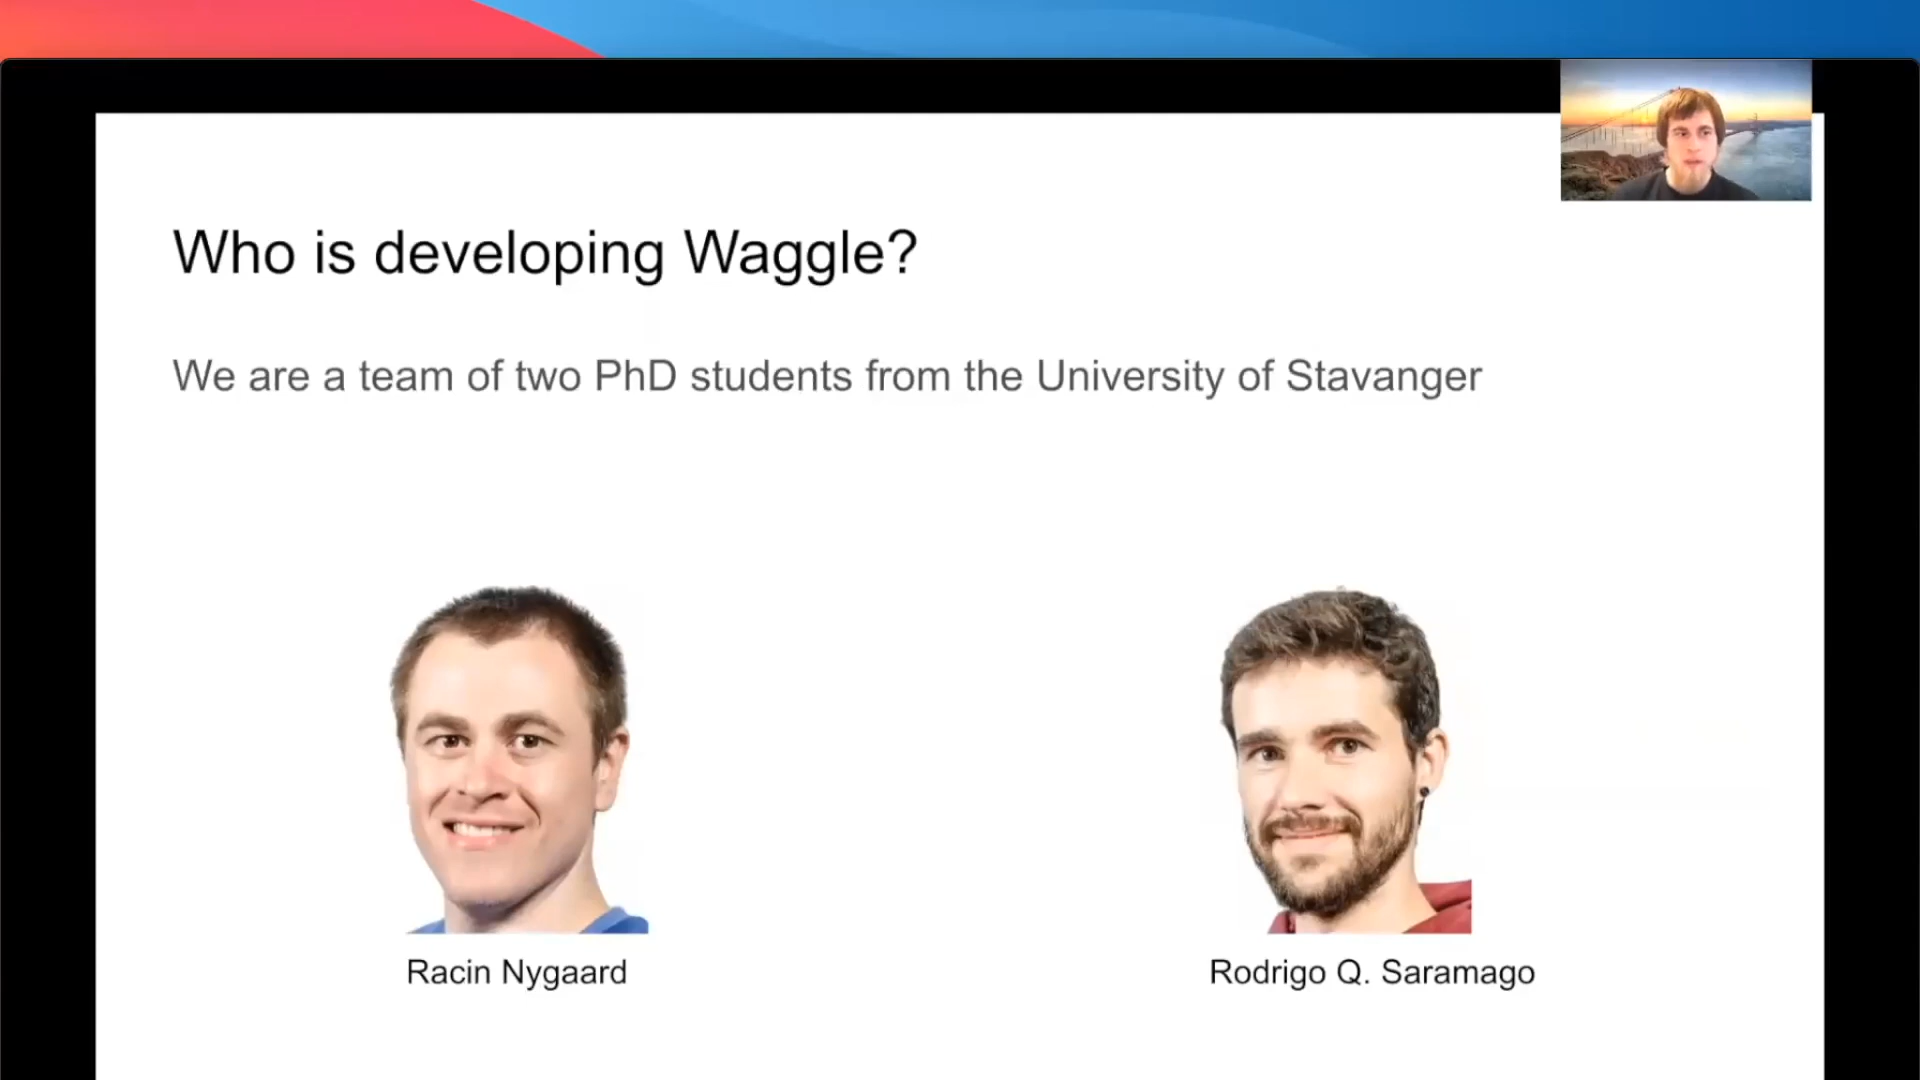 Who is developing Waggle?
We are a team of two PhD students from the University of Stavanger
Racin Nygaard
Rodrigo Q. Saramago